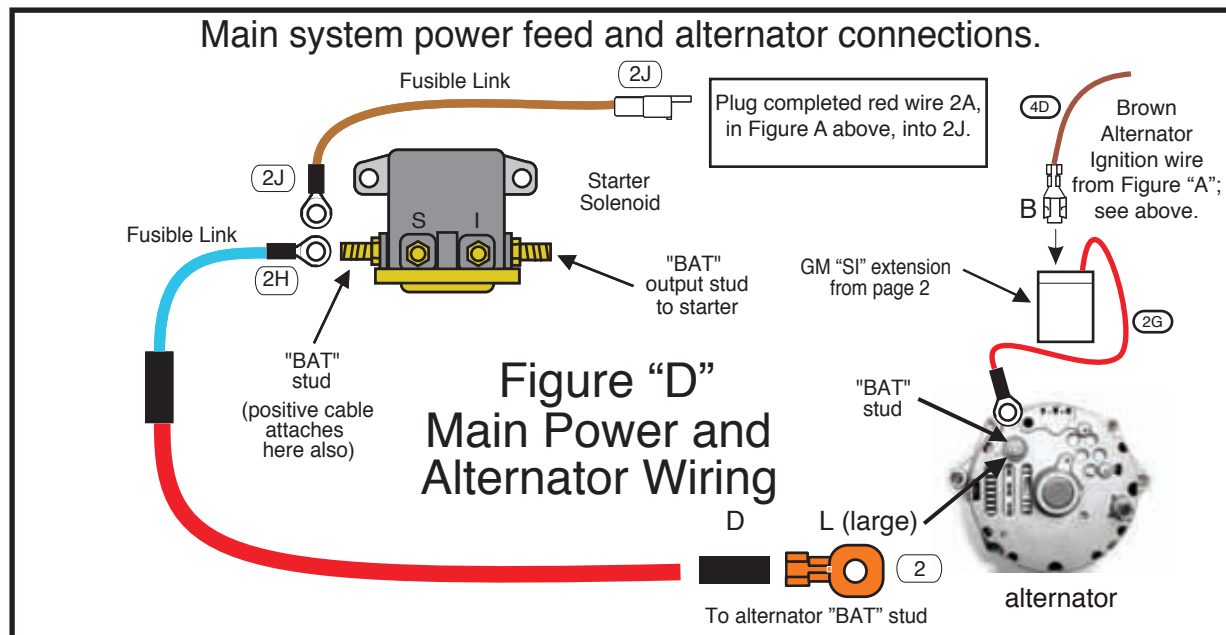 Main system power feed and alternator connections.
Fusible Link
2J
Plug completed red wire 2A,
in Figure A above, into 2J.
4D
Brown
Alternator
Ignition wire
from Figure "A";
see above.
B
2J
Starter
Solenoid
S I
Fusible Link
2H
"BAT"
output stud
to starter
GM "SI" extension
from page 2
2G
"BAT"
stud
(positive cable
attaches
here also)
Figure "D"
Main Power and
Alternator Wiring
"BAT"
stud
D
L (large)
2
To alternator "BAT" stud
alternator